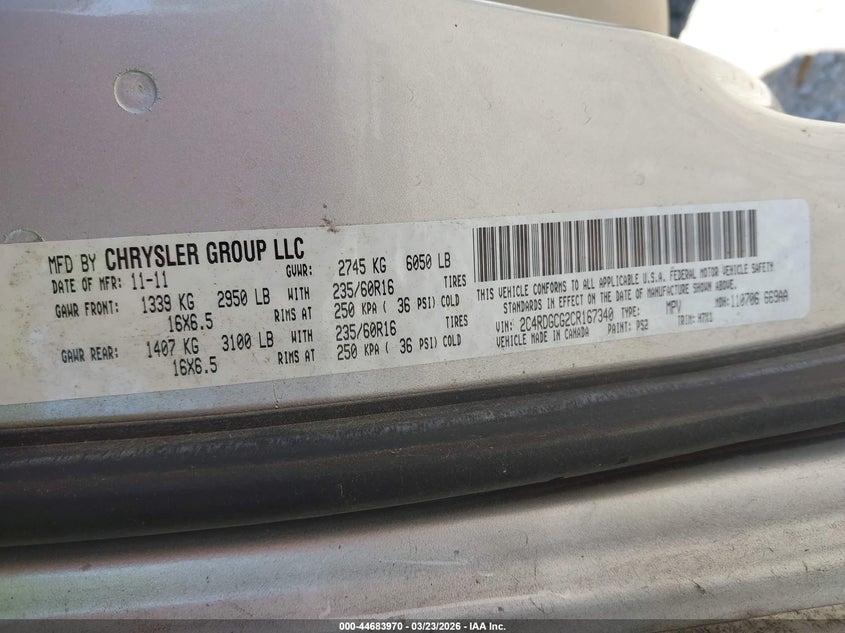 MFD BY CHRYSLER GROUP LLC
DATE OF MFR: 11-11 GVWR: 2745 KG 6050 LB
GAWR FRONT: 1339 KG 2950 LB WITH 235/60R16 TIRES
16X6.5 RIMS AT 250 KPA ( 36 PSI) COLD
GAWR REAR: 1407 KG 3100 LB WITH 235/60R16 TIRES
16X6.5 RIMS AT 250 KPA ( 36 PSI) COLD
THIS VEHICLE CONFORMS TO ALL APPLICABLE U.S.A. FEDERAL MOTOR VEHICLE SAFETY
STANDARDS IN EFFECT ON THE DATE OF MANUFACTURE SHOWN ABOVE.
VIN: 2C4RDGCG2CR167340 TYPE: MPV MDH: 110706 669AA
VEHICLE MADE IN CANADA PAINT: PS2 TRIM:
000-44683970 - 03/23/2026 - IAA Inc.